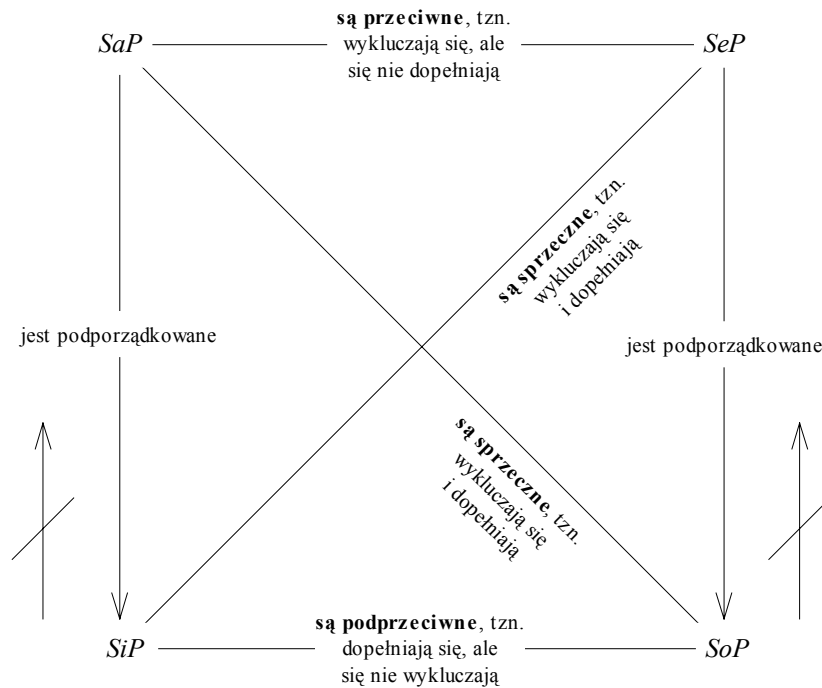 są przeciwne, tzn.
SaP
wykluczają się, ale
SeP
się nie dopełniają
są sprzeczne, tzn.
wykluczają się
i dopełniają
jest podporządkowane
jest podporządkowane
są sprzeczne, tzn.
wykluczają się
i dopełniają
są podprzeciwne, tzn.
SiP
dopełniają się, ale
SoP
się nie wykluczają